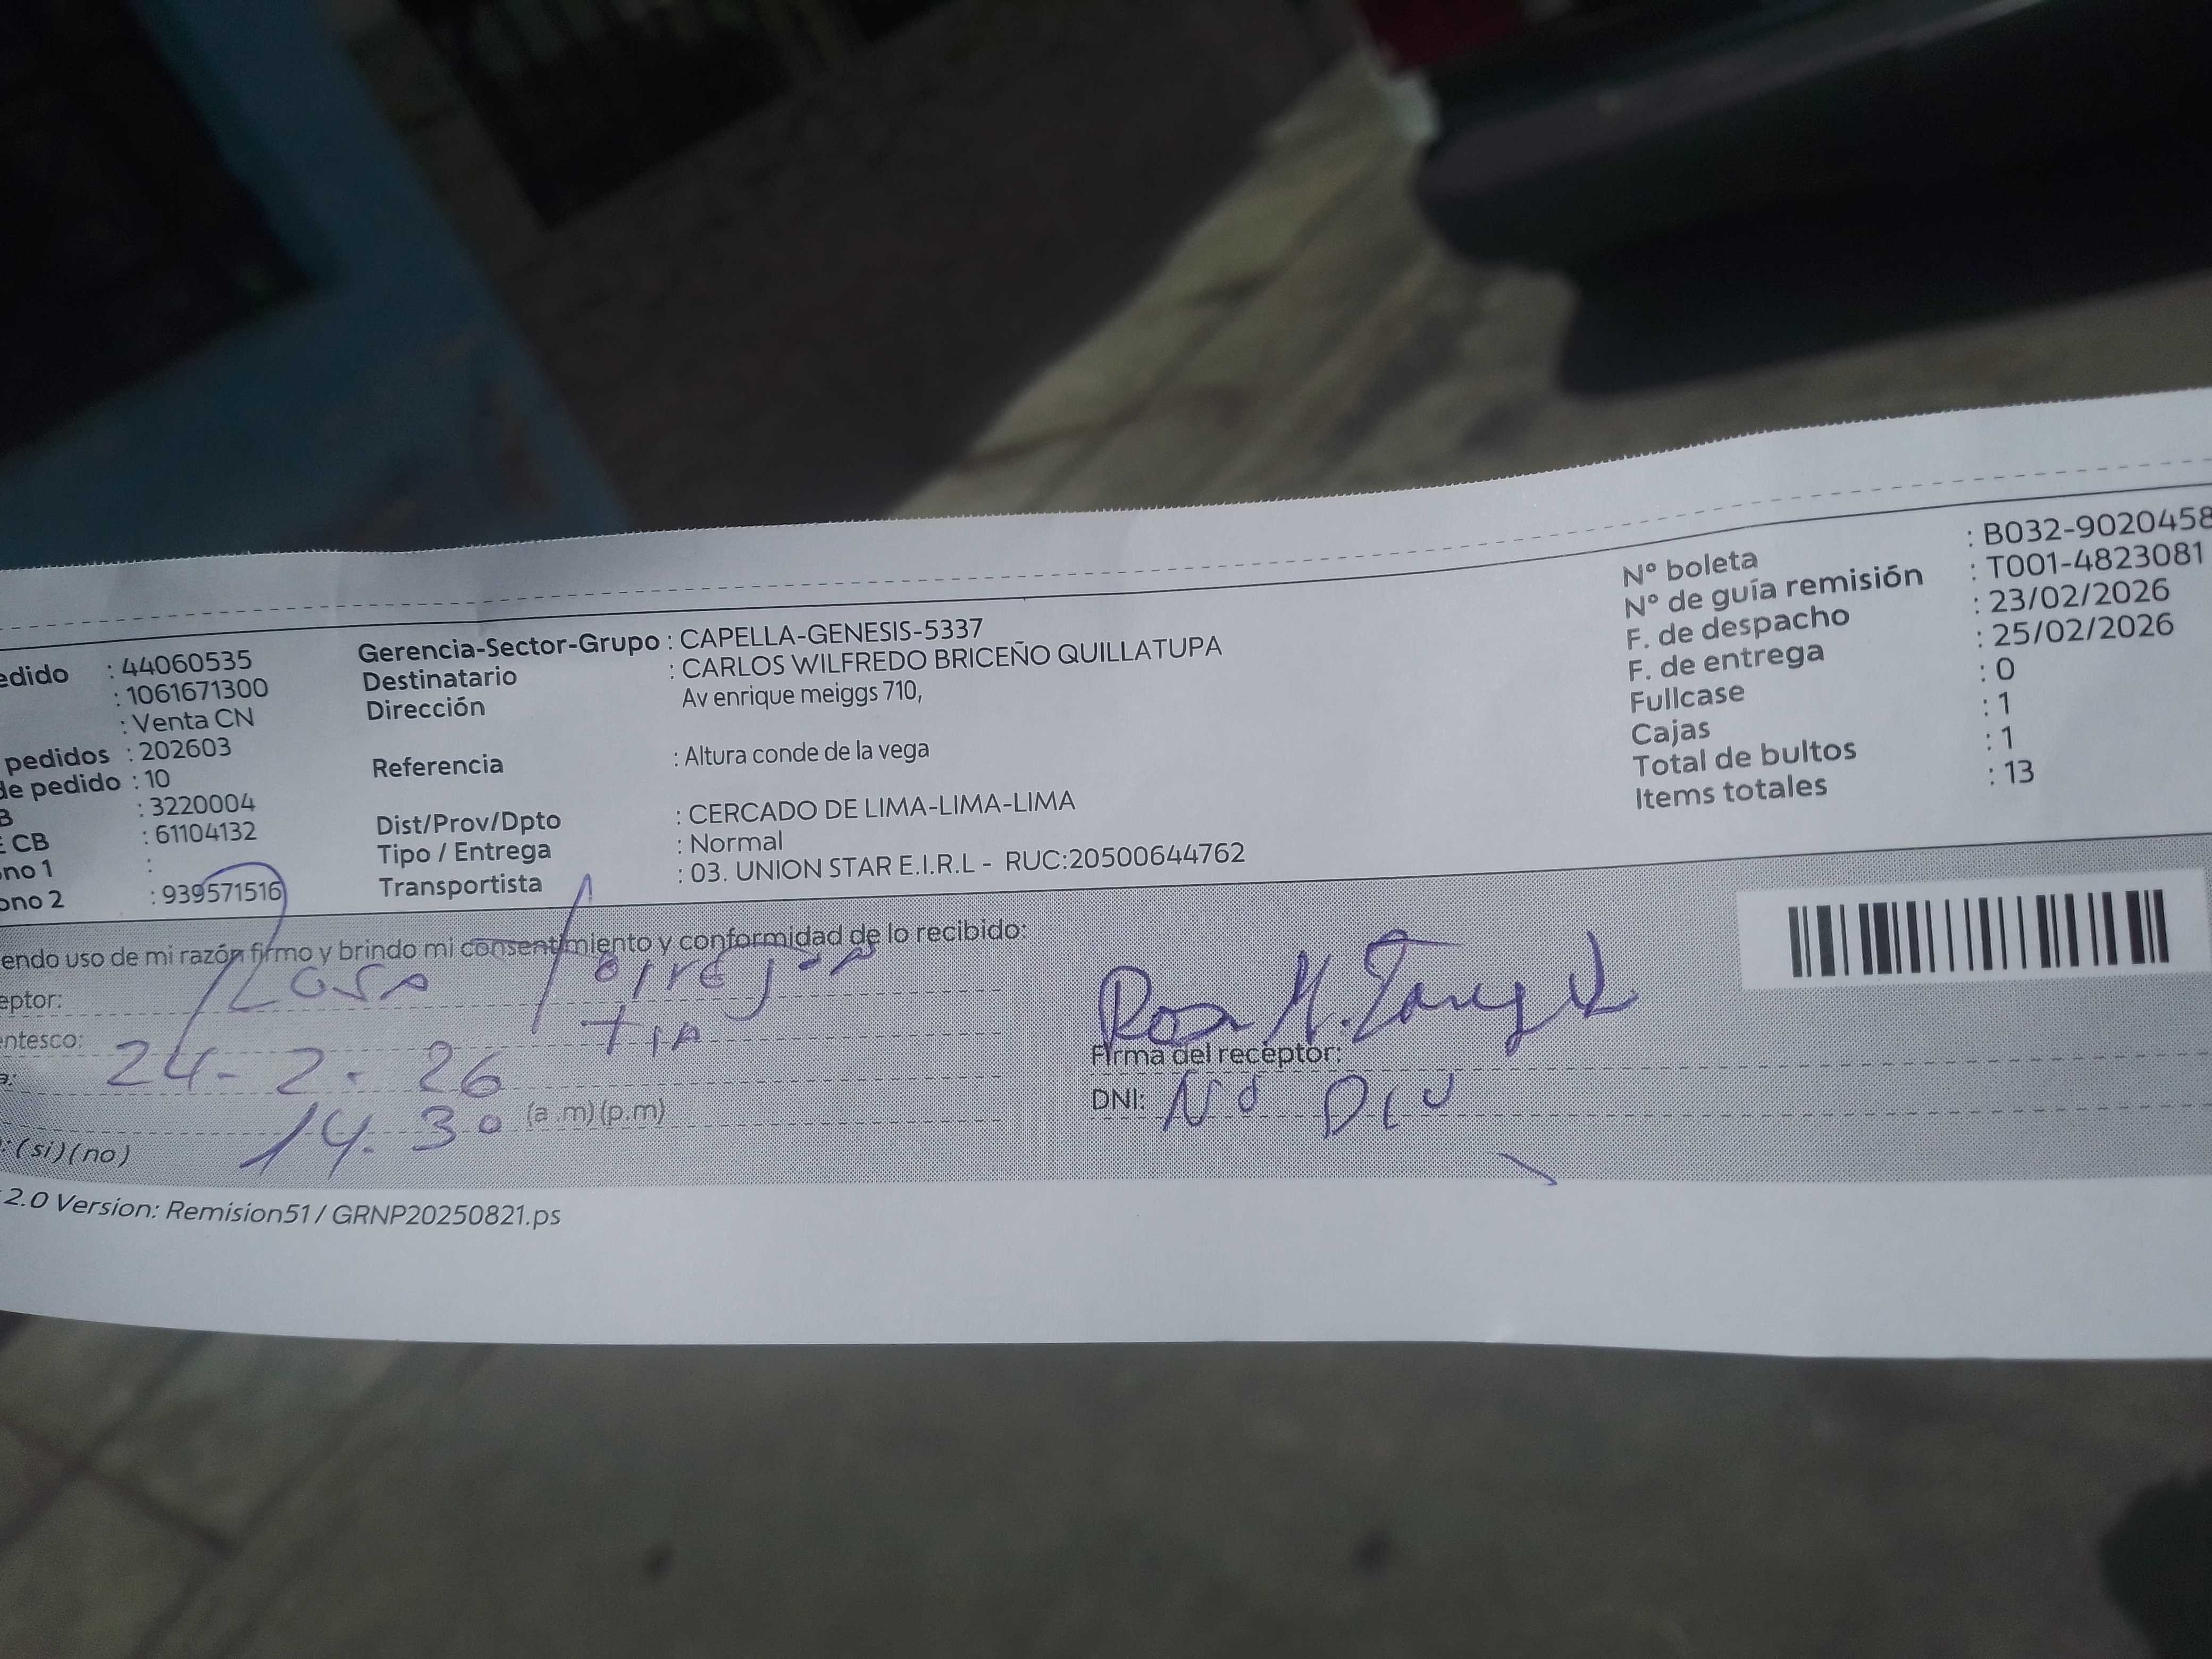 edido : 44060535
: 1061671300
: Venta CN
pedidos : 202603
de pedido : 10
B : 3220004
E CB : 61104132
no 1 :
ono 2 : 939571516
Gerencia-Sector-Grupo : CAPELLA-GENESIS-5337
Destinatario : CARLOS WILFREDO BRICEÑO QUILLATUPA
Dirección Av enrique meiggs 710,
Referencia : Altura conde de la vega
Dist/Prov/Dpto : CERCADO DE LIMA-LIMA-LIMA
Tipo / Entrega : Normal
Transportista : 03. UNION STAR E.I.R.L - RUC:20500644762
N° boleta : B032-9020458
N° de guía remisión : T001-4823081
F. de despacho : 23/02/2026
F. de entrega : 25/02/2026
Fullcase : 0
Cajas : 1
Total de bultos : 1
Items totales : 13
endo uso de mi razón firmo y brindo mi consentimiento y conformidad de lo recibido:
eptor:
entesco: TIA
a: 24-2-26
14.30 (a.m)(p.m)
: (si)(no)
Rosa M.
Firma del receptor:
DNI: NO DIO
2.0 Version: Remision51 / GRNP20250821.ps